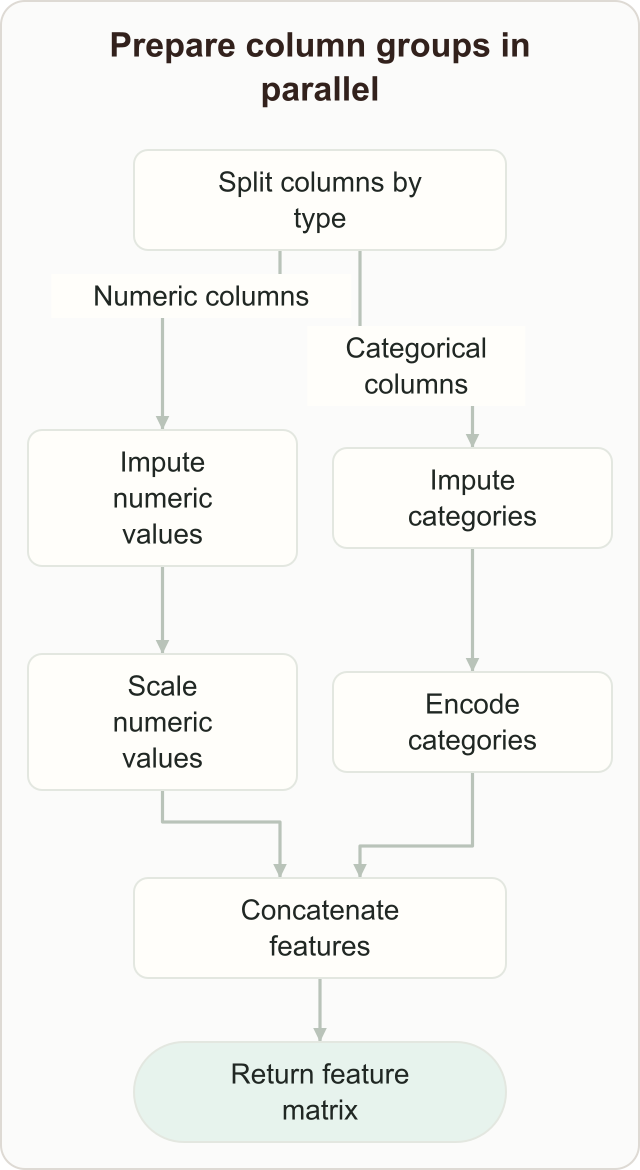 Prepare column groups in
parallel
Split columns by
type
Numeric columns
Categorical
columns
Impute
numeric
values
Impute
categories
Scale
numeric
values
Encode
categories
Concatenate
features
Return feature
matrix